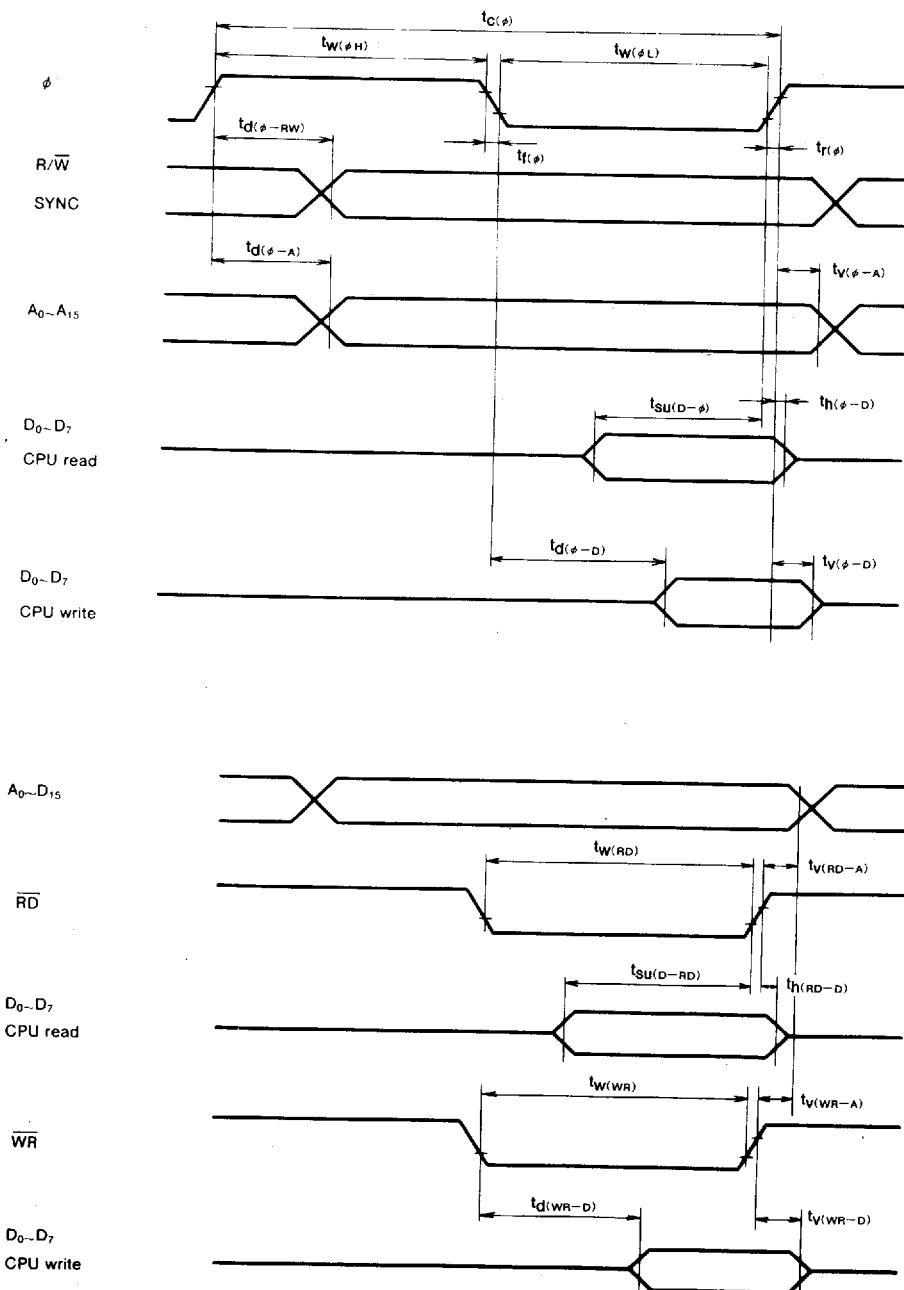 tC(φ)
tW(φH) tW(φL)
φ
td(φ−RW) tf(φ) tr(φ)
R/W̅
SYNC
td(φ−A) tV(φ−A)
A₀~A₁₅
tSU(D−φ) th(φ−D)
D₀~D₇
CPU read
td(φ−D) tV(φ−D)
D₀~D₇
CPU write
A₀~D₁₅
tW(RD) tV(RD−A)
R̅D̅
tSU(D−RD) th(RD−D)
D₀~D₇
CPU read
tW(WR) tV(WR−A)
W̅R̅
td(WR−D) tV(WR−D)
D₀~D₇
CPU write